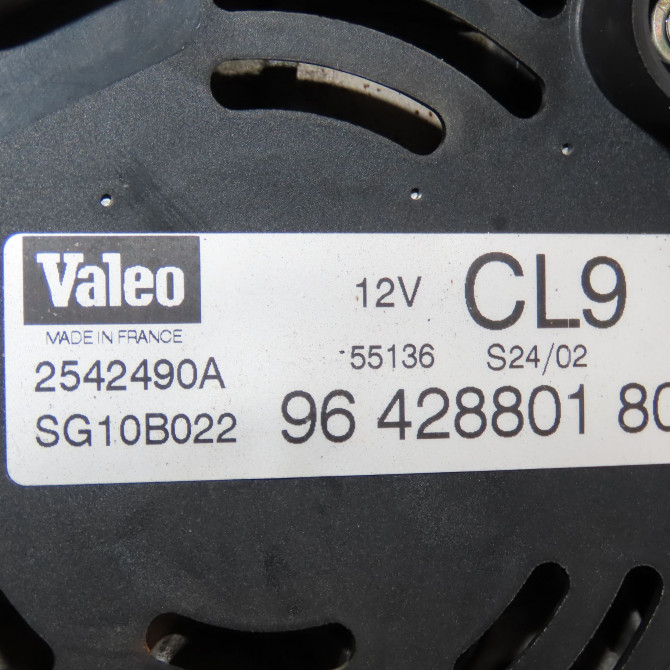 Valeo
MADE IN FRANCE
12V CL9
2542490A 55136 S24/02
SG10B022 96 428801 80